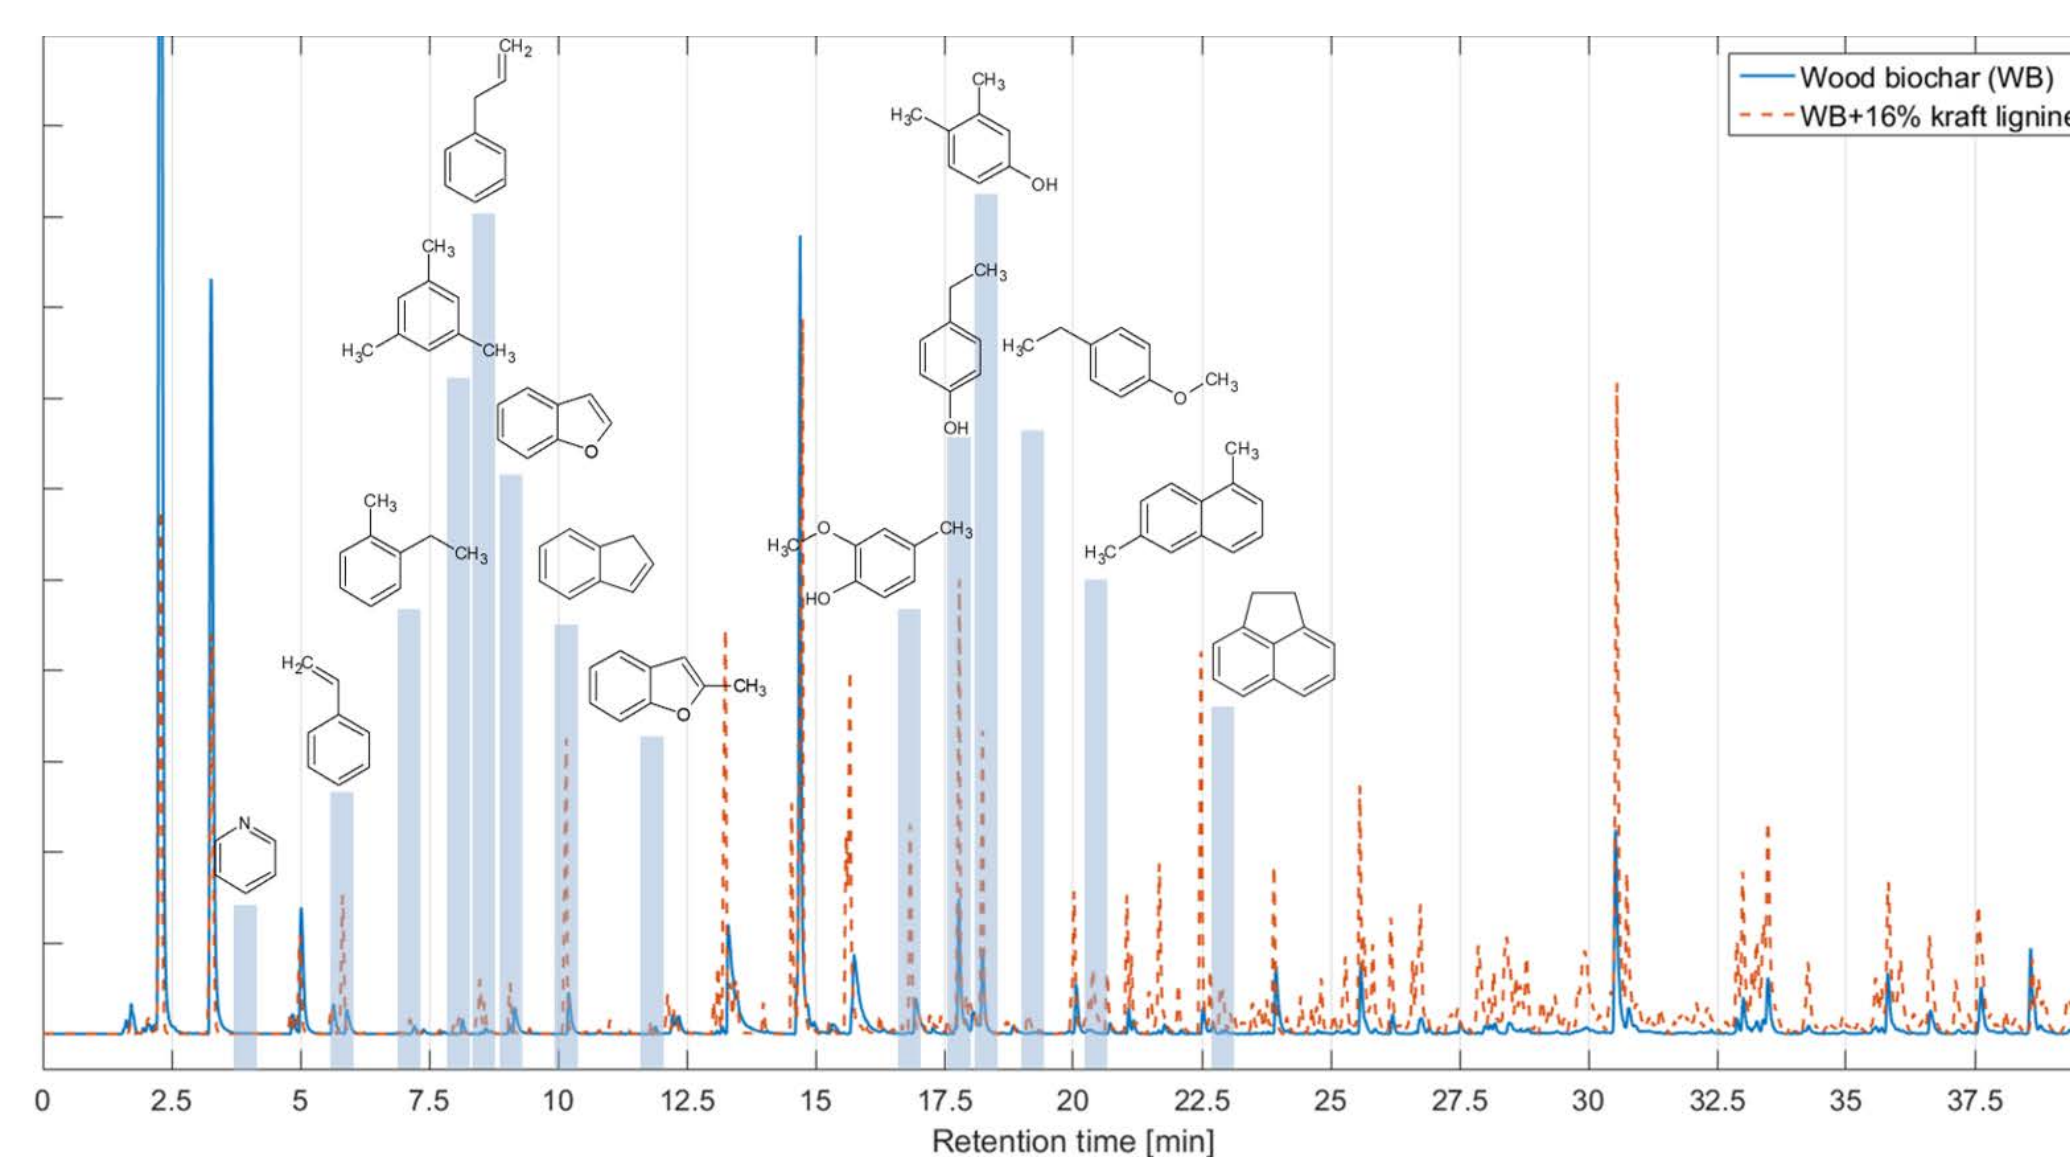 Wood biochar (WB)
WB+16% kraft lignine
CH2
CH3
H3C
OH
CH3
H3C
CH3
CH3
OH
H3C
O
CH3
O
CH3
CH3
CH3
H3C
H3C
O
CH3
HO
H2C
O
CH3
N
0 2.5 5 7.5 10 12.5 15 17.5 20 22.5 25 27.5 30 32.5 35 37.5
Retention time [min]